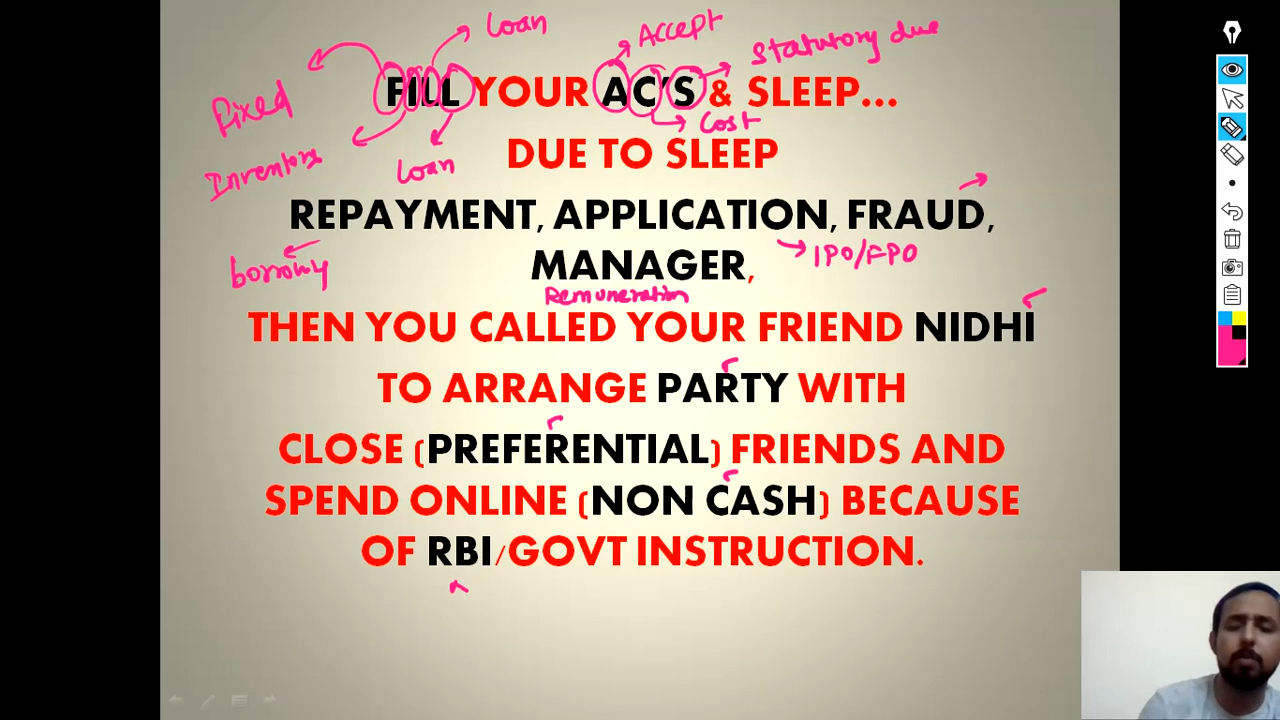 Loan
Accept
Statutory due
Fixed
FILL YOUR AC'S & SLEEP...
Cost
DUE TO SLEEP
Inventory
Loan
REPAYMENT, APPLICATION, FRAUD,
borrowy
MANAGER,
IPO/FPO
Remuneration
THEN YOU CALLED YOUR FRIEND NIDHI
TO ARRANGE PARTY WITH
CLOSE (PREFERENTIAL) FRIENDS AND
SPEND ONLINE (NON CASH) BECAUSE
OF RBI/GOVT INSTRUCTION.